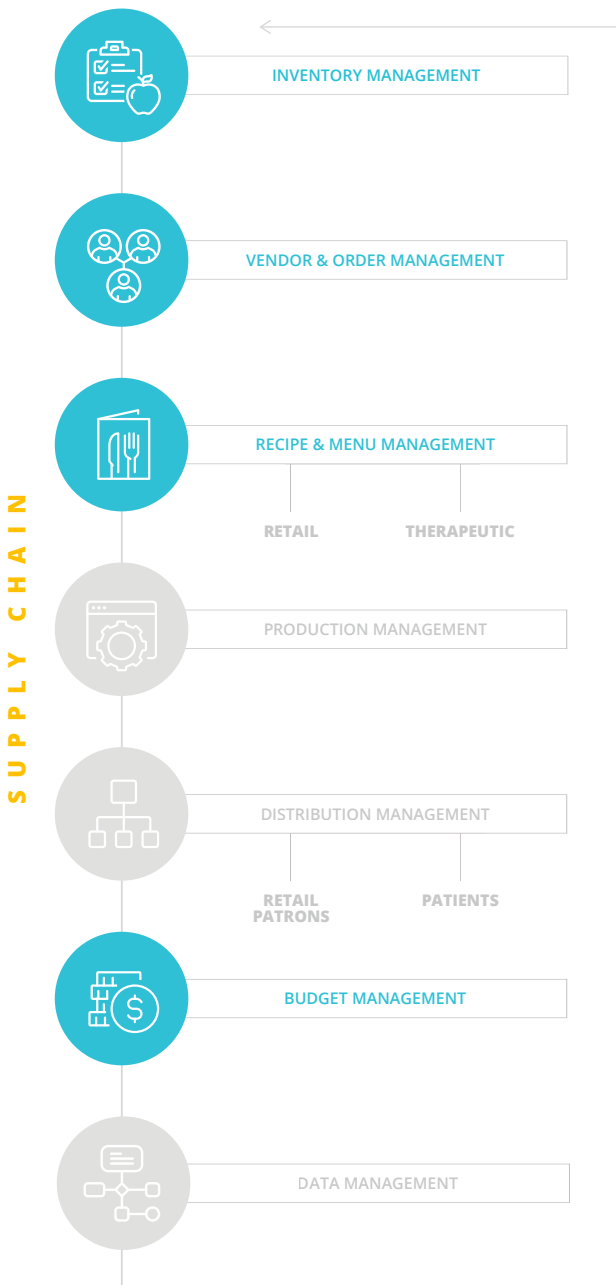 INVENTORY MANAGEMENT
VENDOR & ORDER MANAGEMENT
RECIPE & MENU MANAGEMENT
RETAIL
THERAPEUTIC
SUPPLY CHAIN
PRODUCTION MANAGEMENT
DISTRIBUTION MANAGEMENT
RETAIL
PATRONS
PATIENTS
$
BUDGET MANAGEMENT
DATA MANAGEMENT